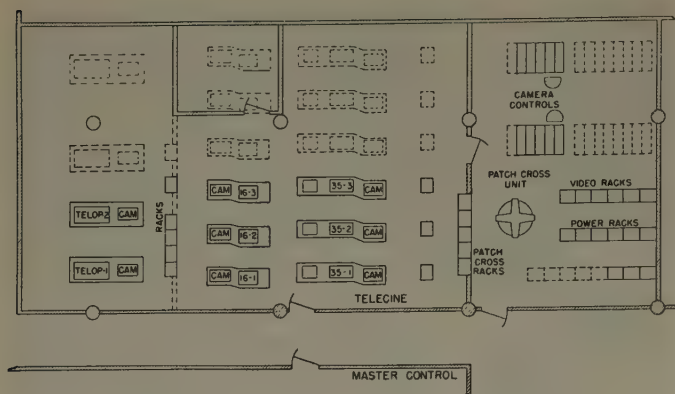 CAMERA
CONTROLS
PATCH CROSS
UNIT
VIDEO RACKS
POWER RACKS
PATCH
CROSS
RACKS
RACKS
CAM
16-3
35-3
CAM
TELOP-2
CAM
CAM
16-2
35-2
CAM
TELOP-1
CAM
CAM
16-1
35-1
CAM
TELECINE
MASTER CONTROL